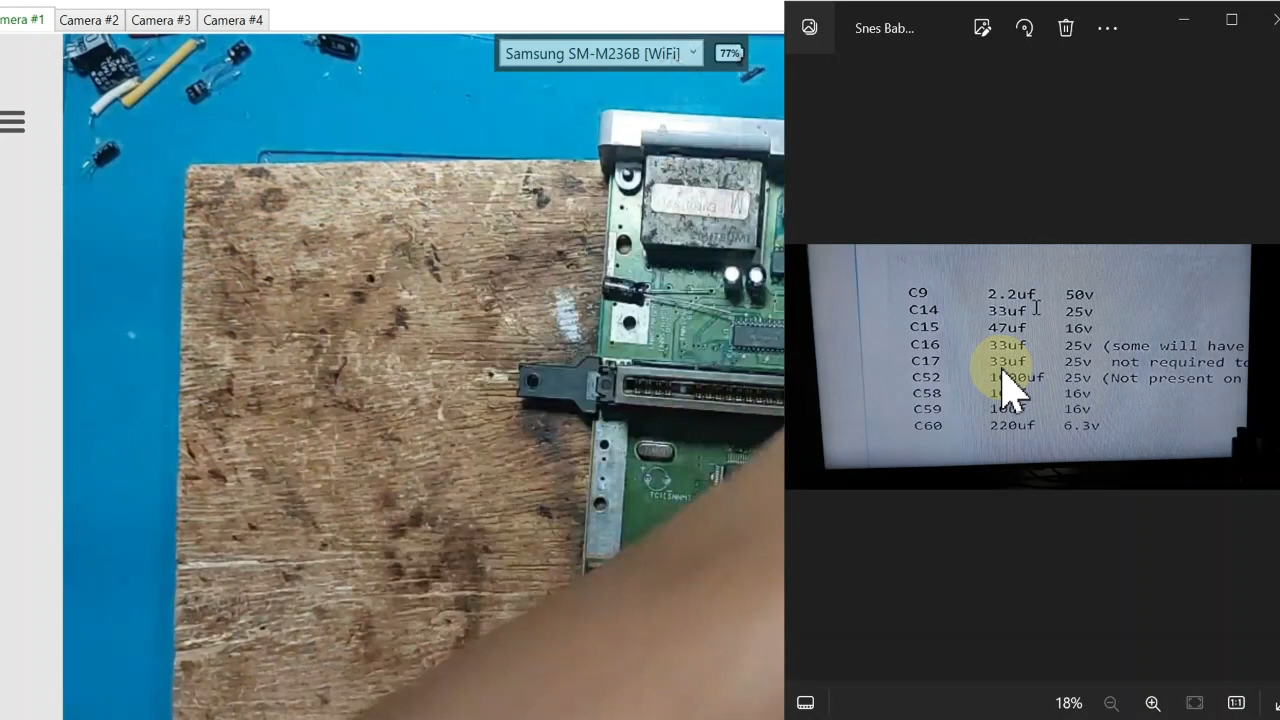 mera #1
Camera #2
Camera #3
Camera #4
Samsung SM-M236B [WiFi]
77%
Snes Bab...
C9 2.2uf 50v
C14 33uf 25v
C15 47uf 16v
C16 33uf 25v (some will have
C17 33uf 25v not required to
C52 25v (Not present on
C58 16v
C59 16v
C60 220uf 6.3v
18%
1:1